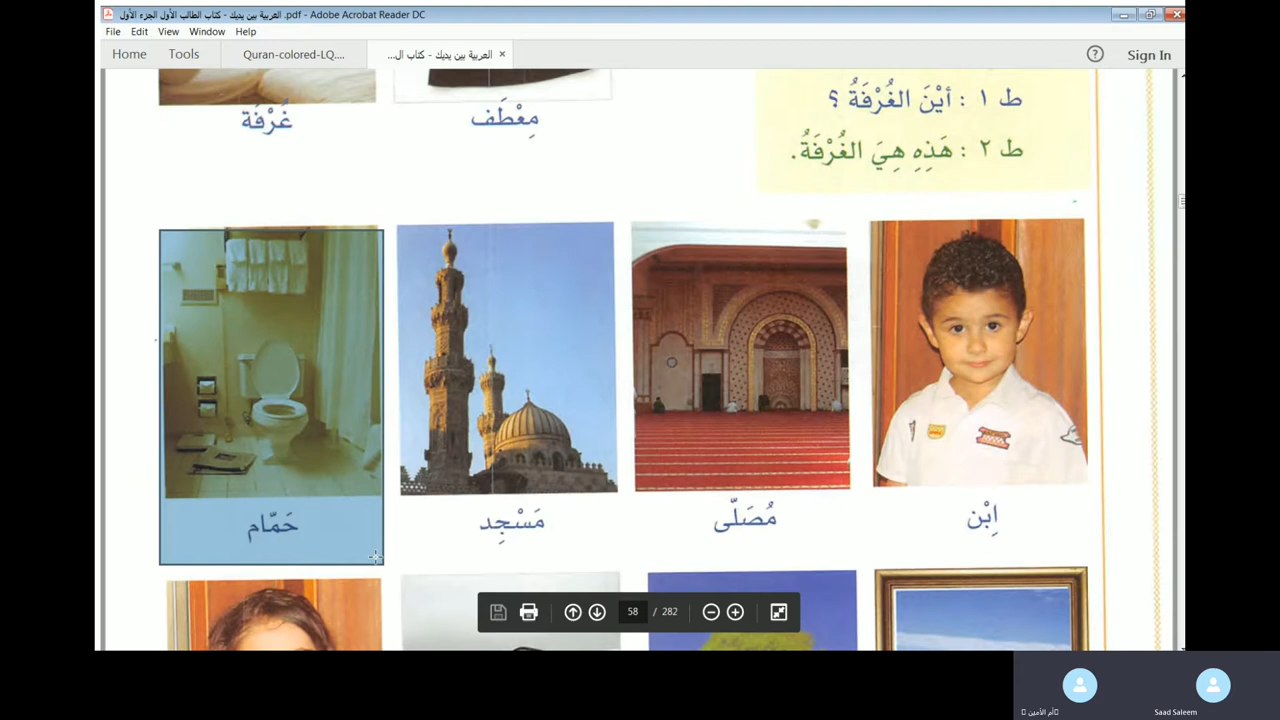 العربية بين يديك - كتاب الطالب الأول الجزء الأول.pdf - Adobe Acrobat Reader DC
File Edit View Window Help
Home Tools Quran-colored-LQ.... العربية بين يديك - كتاب ال... × ? Sign In
ط ١ : أَيْنَ الغُرْفَةُ ؟
ط ٢ : هَذِهِ هِيَ الغُرْفَةُ.
مِعْطَف
غُرْفَة
اِبْن
مُصَلَّى
مَسْجِد
حَمَّام
58 / 282
أم الأمين
Saad Saleem